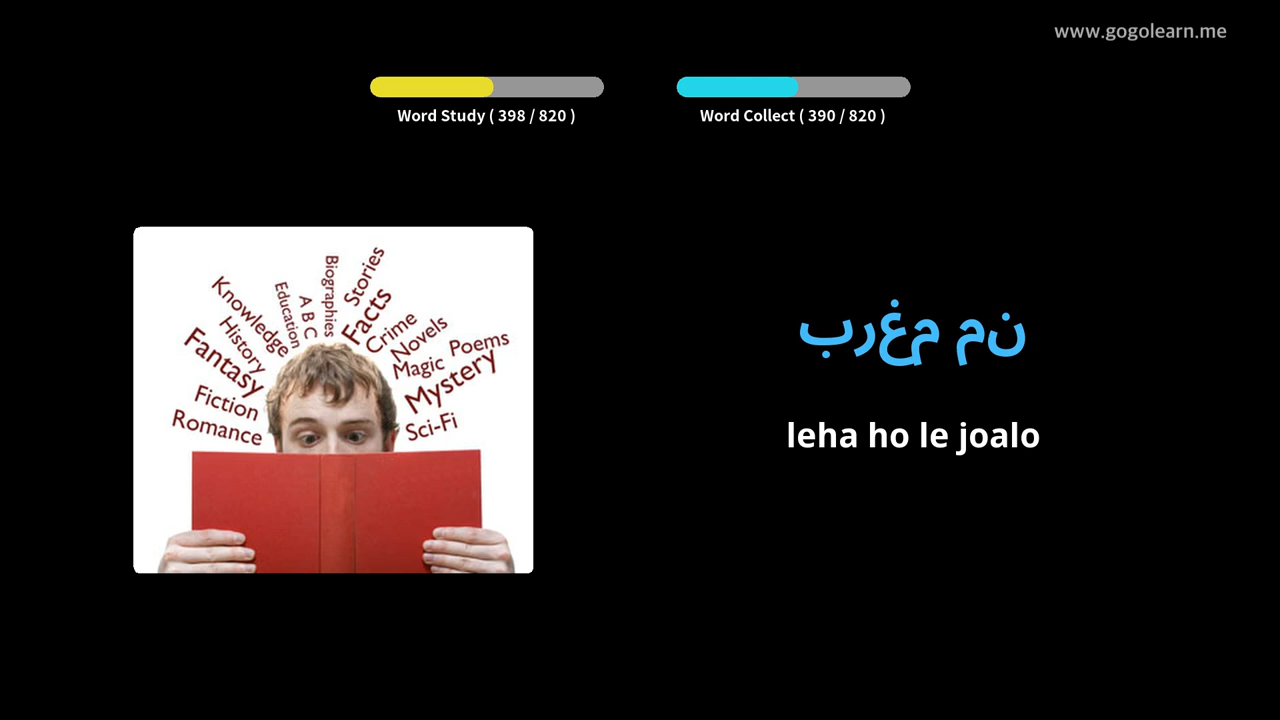 www.gogolearn.me
Word Study ( 398 / 820 )
Word Collect ( 390 / 820 )
Knowledge
History
Fantasy
Fiction
Romance
Education
A B C
Biographies
Stories
Facts
Crime
Novels
Magic
Poems
Mystery
Sci-Fi
برغم من
leha ho le joalo